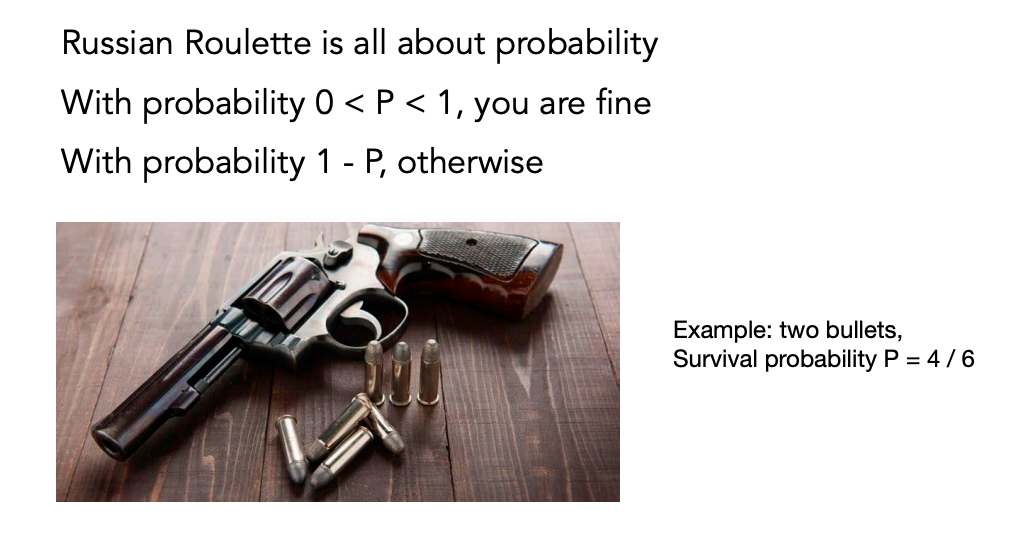 Russian Roulette is all about probability
With probability 0 < P < 1, you are fine
With probability 1 - P, otherwise
Example: two bullets,
Survival probability P = 4 / 6